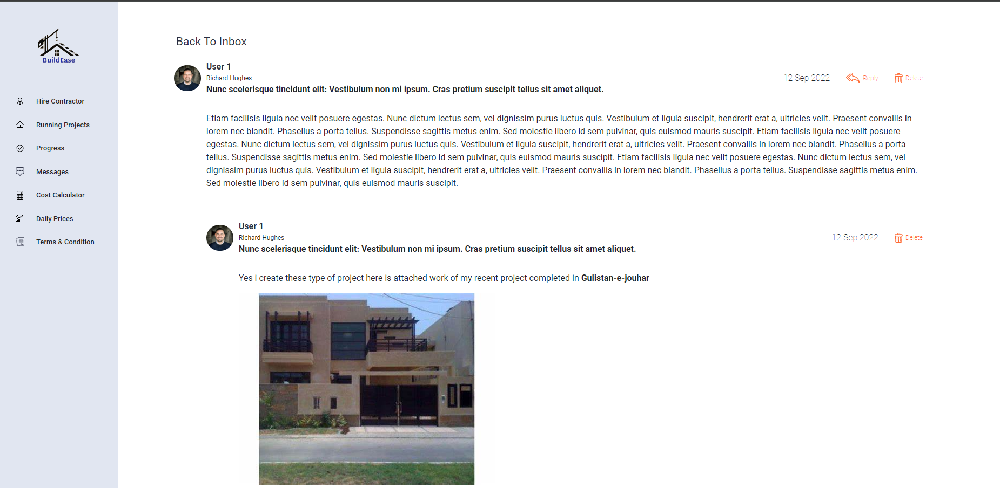 BuildEase
Hire Contractor
Running Projects
Progress
Messages
Cost Calculator
Daily Prices
Terms & Condition
Back To Inbox
User 1
Richard Hughes
Nunc scelerisque tincidunt elit: Vestibulum non mi ipsum. Cras pretium suscipit tellus sit amet aliquet.
12 Sep 2022
Reply
Delete
Etiam facilisis ligula nec velit posuere egestas. Nunc dictum lectus sem, vel dignissim purus luctus quis. Vestibulum et ligula suscipit, hendrerit erat a, ultricies velit. Praesent convallis in
lorem nec blandit. Phasellus a porta tellus. Suspendisse sagittis metus enim. Sed molestie libero id sem pulvinar, quis euismod mauris suscipit. Etiam facilisis ligula nec velit posuere
egestas. Nunc dictum lectus sem, vel dignissim purus luctus quis. Vestibulum et ligula suscipit, hendrerit erat a, ultricies velit. Praesent convallis in lorem nec blandit. Phasellus a porta
tellus. Suspendisse sagittis metus enim. Sed molestie libero id sem pulvinar, quis euismod mauris suscipit. Etiam facilisis ligula nec velit posuere egestas. Nunc dictum lectus sem, vel
dignissim purus luctus quis. Vestibulum et ligula suscipit, hendrerit erat a, ultricies velit. Praesent convallis in lorem nec blandit. Phasellus a porta tellus. Suspendisse sagittis metus enim.
Sed molestie libero id sem pulvinar, quis euismod mauris suscipit.
User 1
Richard Hughes
Nunc scelerisque tincidunt elit: Vestibulum non mi ipsum. Cras pretium suscipit tellus sit amet aliquet.
12 Sep 2022
Delete
Yes i create these type of project here is attached work of my recent project completed in Gulistan-e-jouhar